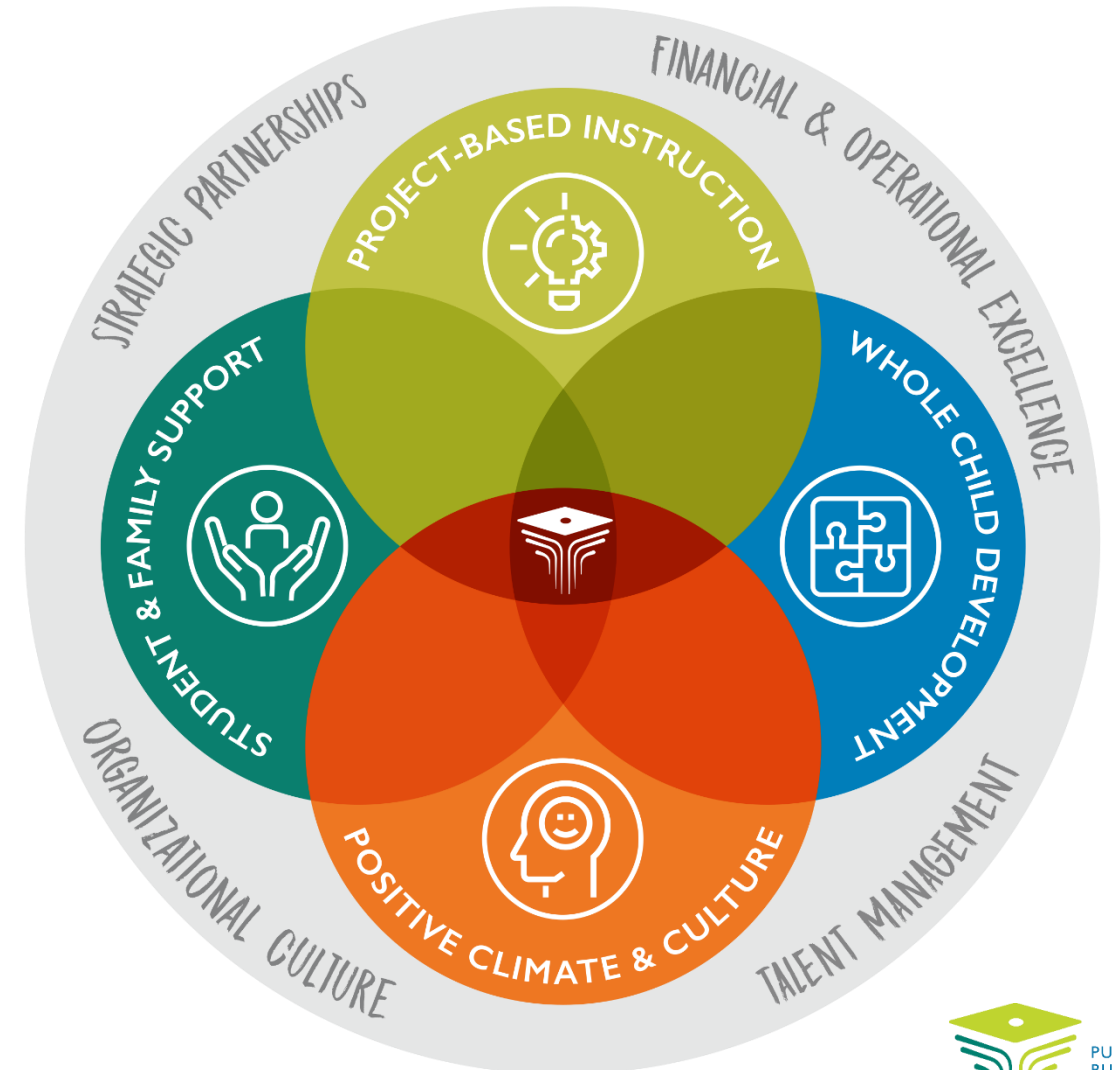 STRATEGIC PARTNERSHIPS
FINANCIAL & OPERATIONAL EXCELLENCE
PROJECT-BASED INSTRUCTION
STUDENT & FAMILY SUPPORT
WHOLE CHILD DEVELOPMENT
POSITIVE CLIMATE & CULTURE
ORGANIZATIONAL CULTURE
TALENT MANAGEMENT
PU